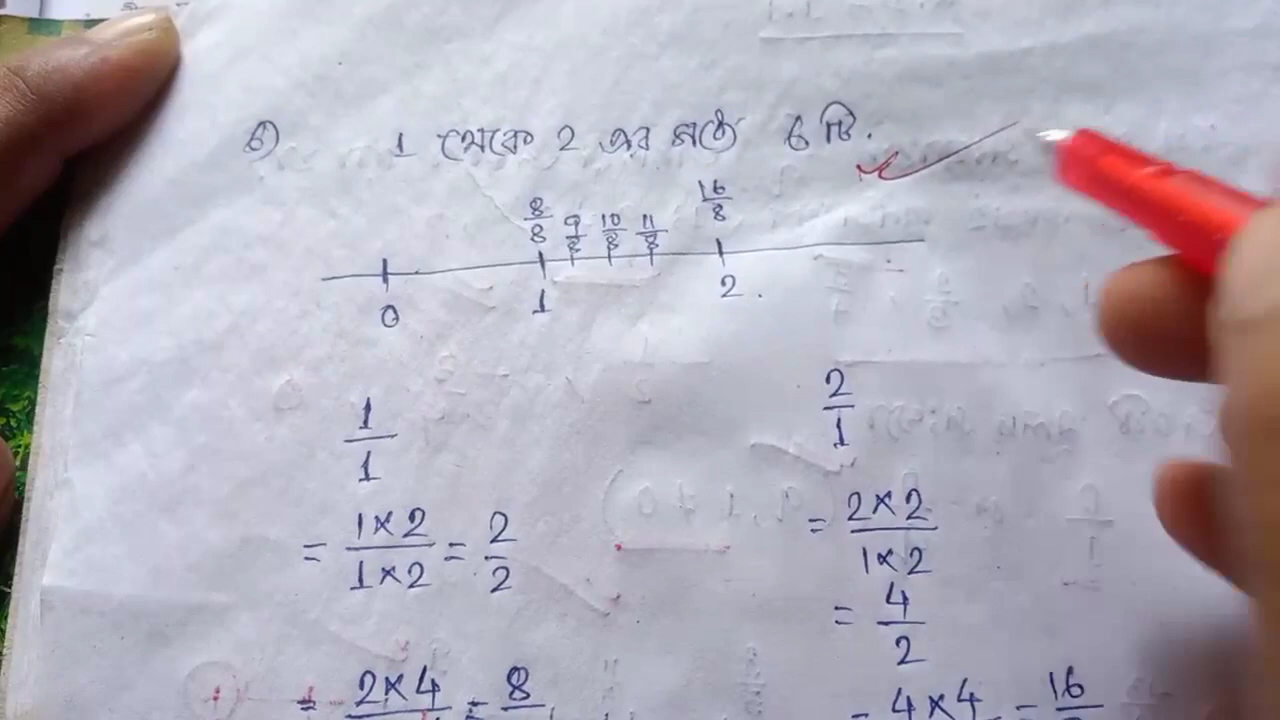 ৩) 1 থেকে 2 এর মধ্যে 6 টি.
8/8 9/8 10/8 11/8 16/8
0 1 2.
1/1 2/1
= 1×2/1×2 = 2/2 = 2×2/1×2
= 4/2
= 2×4 = 8 = 4×4 = 16